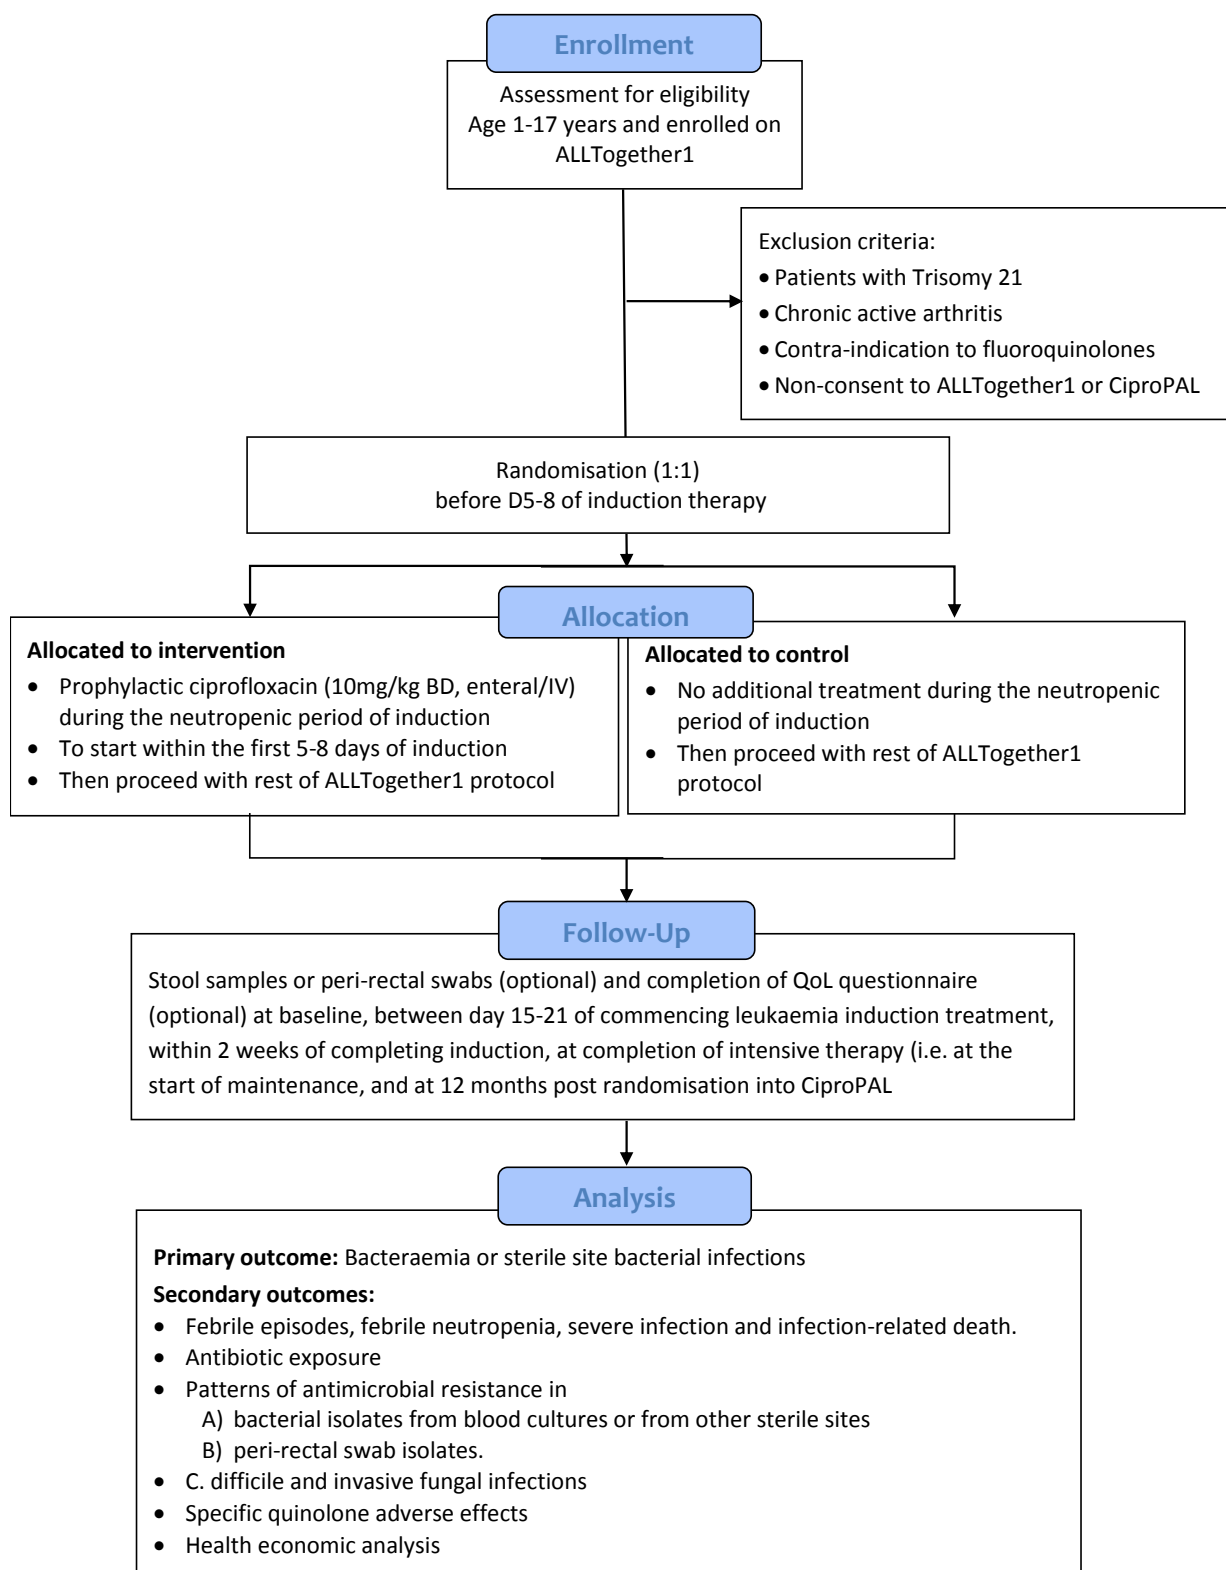 Enrollment
Assessment for eligibility
Age 1-17 years and enrolled on
ALLTogether1
Exclusion criteria:
• Patients with Trisomy 21
• Chronic active arthritis
• Contra-indication to fluoroquinolones
• Non-consent to ALLTogether1 or CiproPAL
Randomisation (1:1)
before D5-8 of induction therapy
Allocation
Allocated to intervention
• Prophylactic ciprofloxacin (10mg/kg BD, enteral/IV)
during the neutropenic period of induction
• To start within the first 5-8 days of induction
• Then proceed with rest of ALLTogether1 protocol
Allocated to control
• No additional treatment during the neutropenic
period of induction
• Then proceed with rest of ALLTogether1
protocol
Follow-Up
Stool samples or peri-rectal swabs (optional) and completion of QoL questionnaire
(optional) at baseline, between day 15-21 of commencing leukaemia induction treatment,
within 2 weeks of completing induction, at completion of intensive therapy (i.e. at the
start of maintenance, and at 12 months post randomisation into CiproPAL
Analysis
Primary outcome: Bacteraemia or sterile site bacterial infections
Secondary outcomes:
• Febrile episodes, febrile neutropenia, severe infection and infection-related death.
• Antibiotic exposure
• Patterns of antimicrobial resistance in
A) bacterial isolates from blood cultures or from other sterile sites
B) peri-rectal swab isolates.
• C. difficile and invasive fungal infections
• Specific quinolone adverse effects
• Health economic analysis